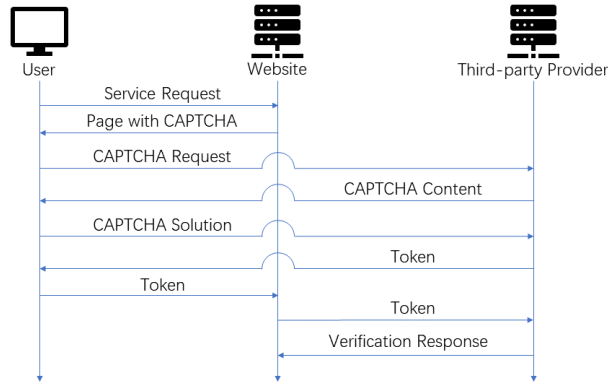 User
Website
Third-party Provider
Service Request
Page with CAPTCHA
CAPTCHA Request
CAPTCHA Content
CAPTCHA Solution
Token
Token
Token
Verification Response